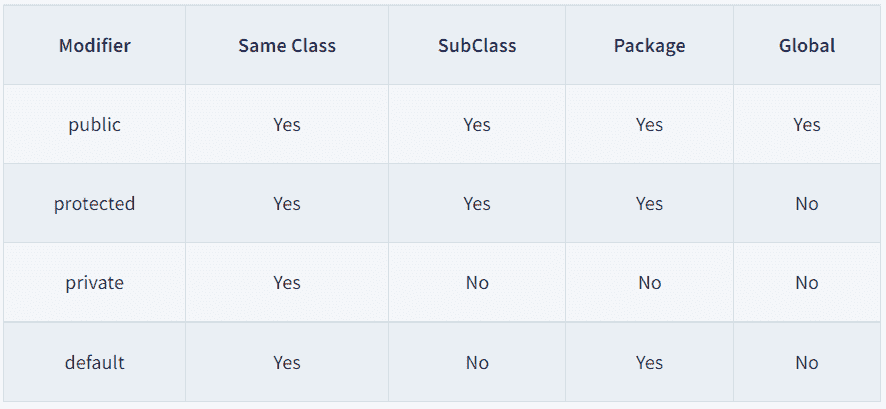 Modifier Same Class SubClass Package Global
public Yes Yes Yes Yes
protected Yes Yes Yes No
private Yes No No No
default Yes No Yes No